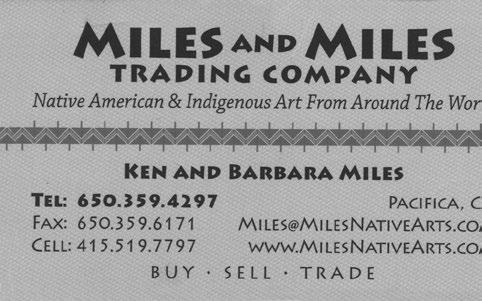 MILES AND MILES
TRADING COMPANY
Native American & Indigenous Art From Around The Wor
KEN AND BARBARA MILES
TEL: 650.359.4297
PACIFICA, C
FAX: 650.359.6171
MILES@MILESNATIVEARTS.CO
CELL: 415.519.7797
WWW.MILESNATIVEARTS.CO
BUY · SELL · TRADE